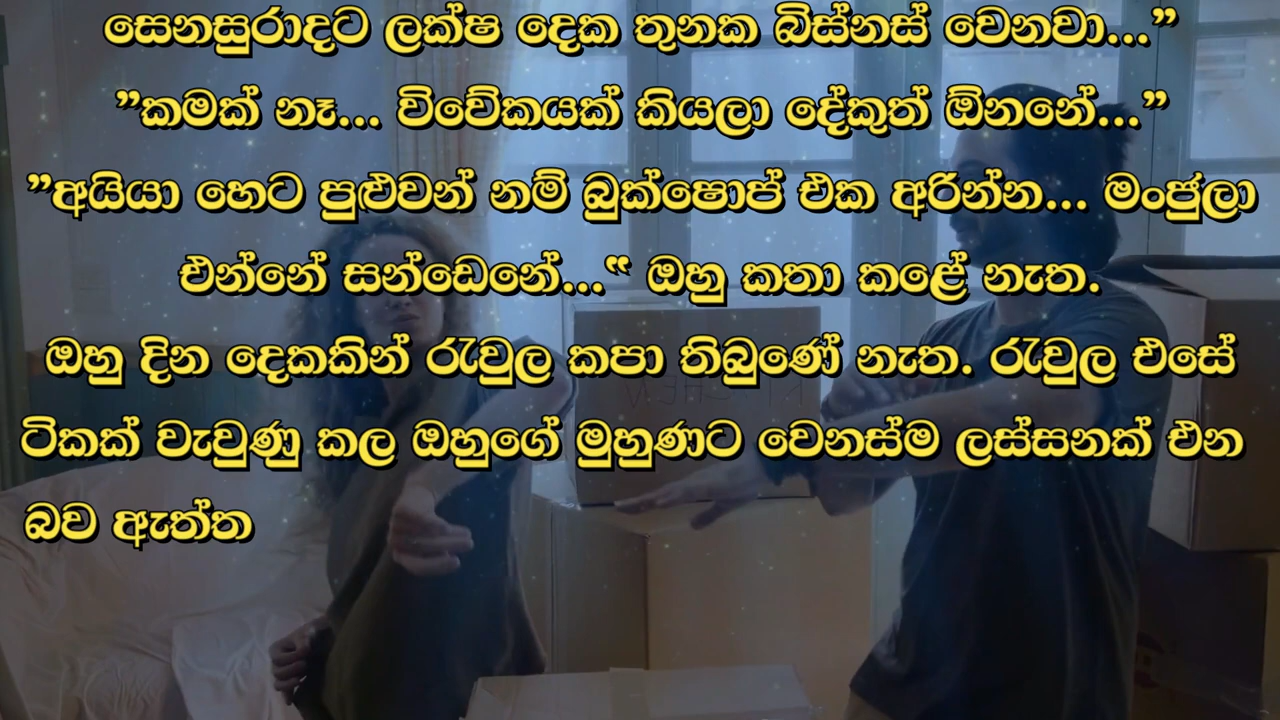 සෙනසුරාදට ලක්ෂ දෙක තුනක බිස්නස් වෙනවා...”
”කමක් නෑ... විවේකයක් කියලා දේකුත් ඕනනේ...”
”අයියා හෙට පුළුවන් නම් බුක්ෂොප් එක අරින්න... මංජුලා
එන්නේ සන්ඩෙනේ...“ ඔහු කතා කළේ නැත.
ඔහු දින දෙකකින් රැවුල කපා තිබුණේ නැත. රැවුල එසේ
ටිකක් වැවුණු කල ඔහුගේ මුහුණට වෙනස්ම ලස්සනක් එන
බව ඇත්ත